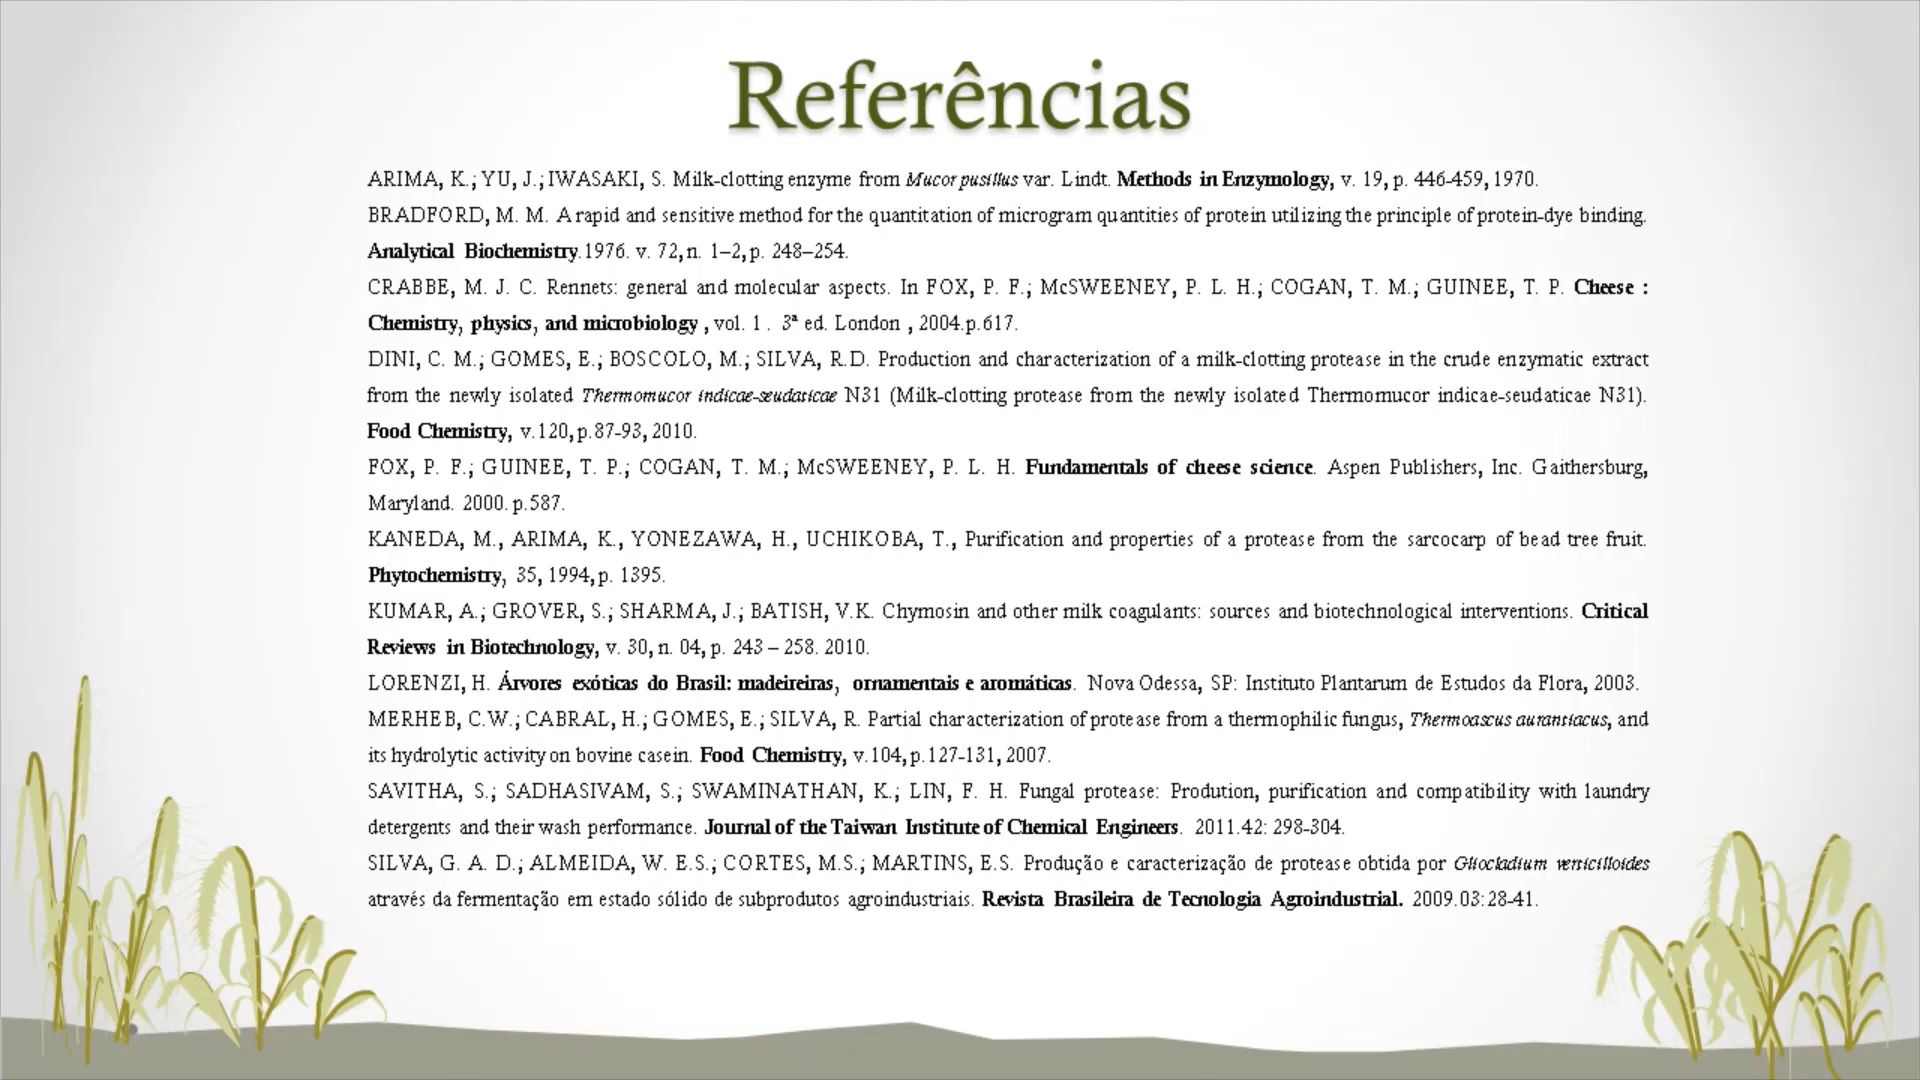 Referências
ARIMA, K.; YU, J.; IWASAKI, S. Milk-clotting enzyme from Mucor pusillus var. Lindt. Methods in Enzymology, v. 19, p. 446-459, 1970.
BRADFORD, M. M. A rapid and sensitive method for the quantitation of microgram quantities of protein utilizing the principle of protein-dye binding.
Analytical Biochemistry.1976. v. 72, n. 1–2, p. 248–254.
CRABBE, M. J. C. Rennets: general and molecular aspects. In FOX, P. F.; McSWEENEY, P. L. H.; COGAN, T. M.; GUINEE, T. P. Cheese :
Chemistry, physics, and microbiology , vol. 1 . 3ª ed. London , 2004.p.617.
DINI, C. M.; GOMES, E.; BOSCOLO, M.; SILVA, R.D. Production and characterization of a milk-clotting protease in the crude enzymatic extract
from the newly isolated Thermomucor indicae-seudaticae N31 (Milk-clotting protease from the newly isolated Thermomucor indicae-seudaticae N31).
Food Chemistry, v.120, p.87-93, 2010.
FOX, P. F.; GUINEE, T. P.; COGAN, T. M.; McSWEENEY, P. L. H. Fundamentals of cheese science. Aspen Publishers, Inc. Gaithersburg,
Maryland. 2000. p.587.
KANEDA, M., ARIMA, K., YONEZAWA, H., UCHIKOBA, T., Purification and properties of a protease from the sarcocarp of bead tree fruit.
Phytochemistry, 35, 1994, p. 1395.
KUMAR, A.; GROVER, S.; SHARMA, J.; BATISH, V.K. Chymosin and other milk coagulants: sources and biotechnological interventions. Critical
Reviews in Biotechnology, v. 30, n. 04, p. 243 – 258. 2010.
LORENZI, H. Árvores exóticas do Brasil: madeireiras, ornamentais e aromáticas. Nova Odessa, SP: Instituto Plantarum de Estudos da Flora, 2003.
MERHEB, C.W.; CABRAL, H.; GOMES, E.; SILVA, R. Partial characterization of protease from a thermophilic fungus, Thermoascus aurantiacus, and
its hydrolytic activity on bovine casein. Food Chemistry, v.104, p.127-131, 2007.
SAVITHA, S.; SADHASIVAM, S.; SWAMINATHAN, K.; LIN, F. H. Fungal protease: Prodution, purification and compatibility with laundry
detergents and their wash performance. Journal of the Taiwan Institute of Chemical Engineers. 2011.42: 298-304.
SILVA, G. A. D.; ALMEIDA, W. E.S.; CORTES, M.S.; MARTINS, E.S. Produção e caracterização de protease obtida por Gliocladium verticilloides
através da fermentação em estado sólido de subprodutos agroindustriais. Revista Brasileira de Tecnologia Agroindustrial. 2009.03:28-41.